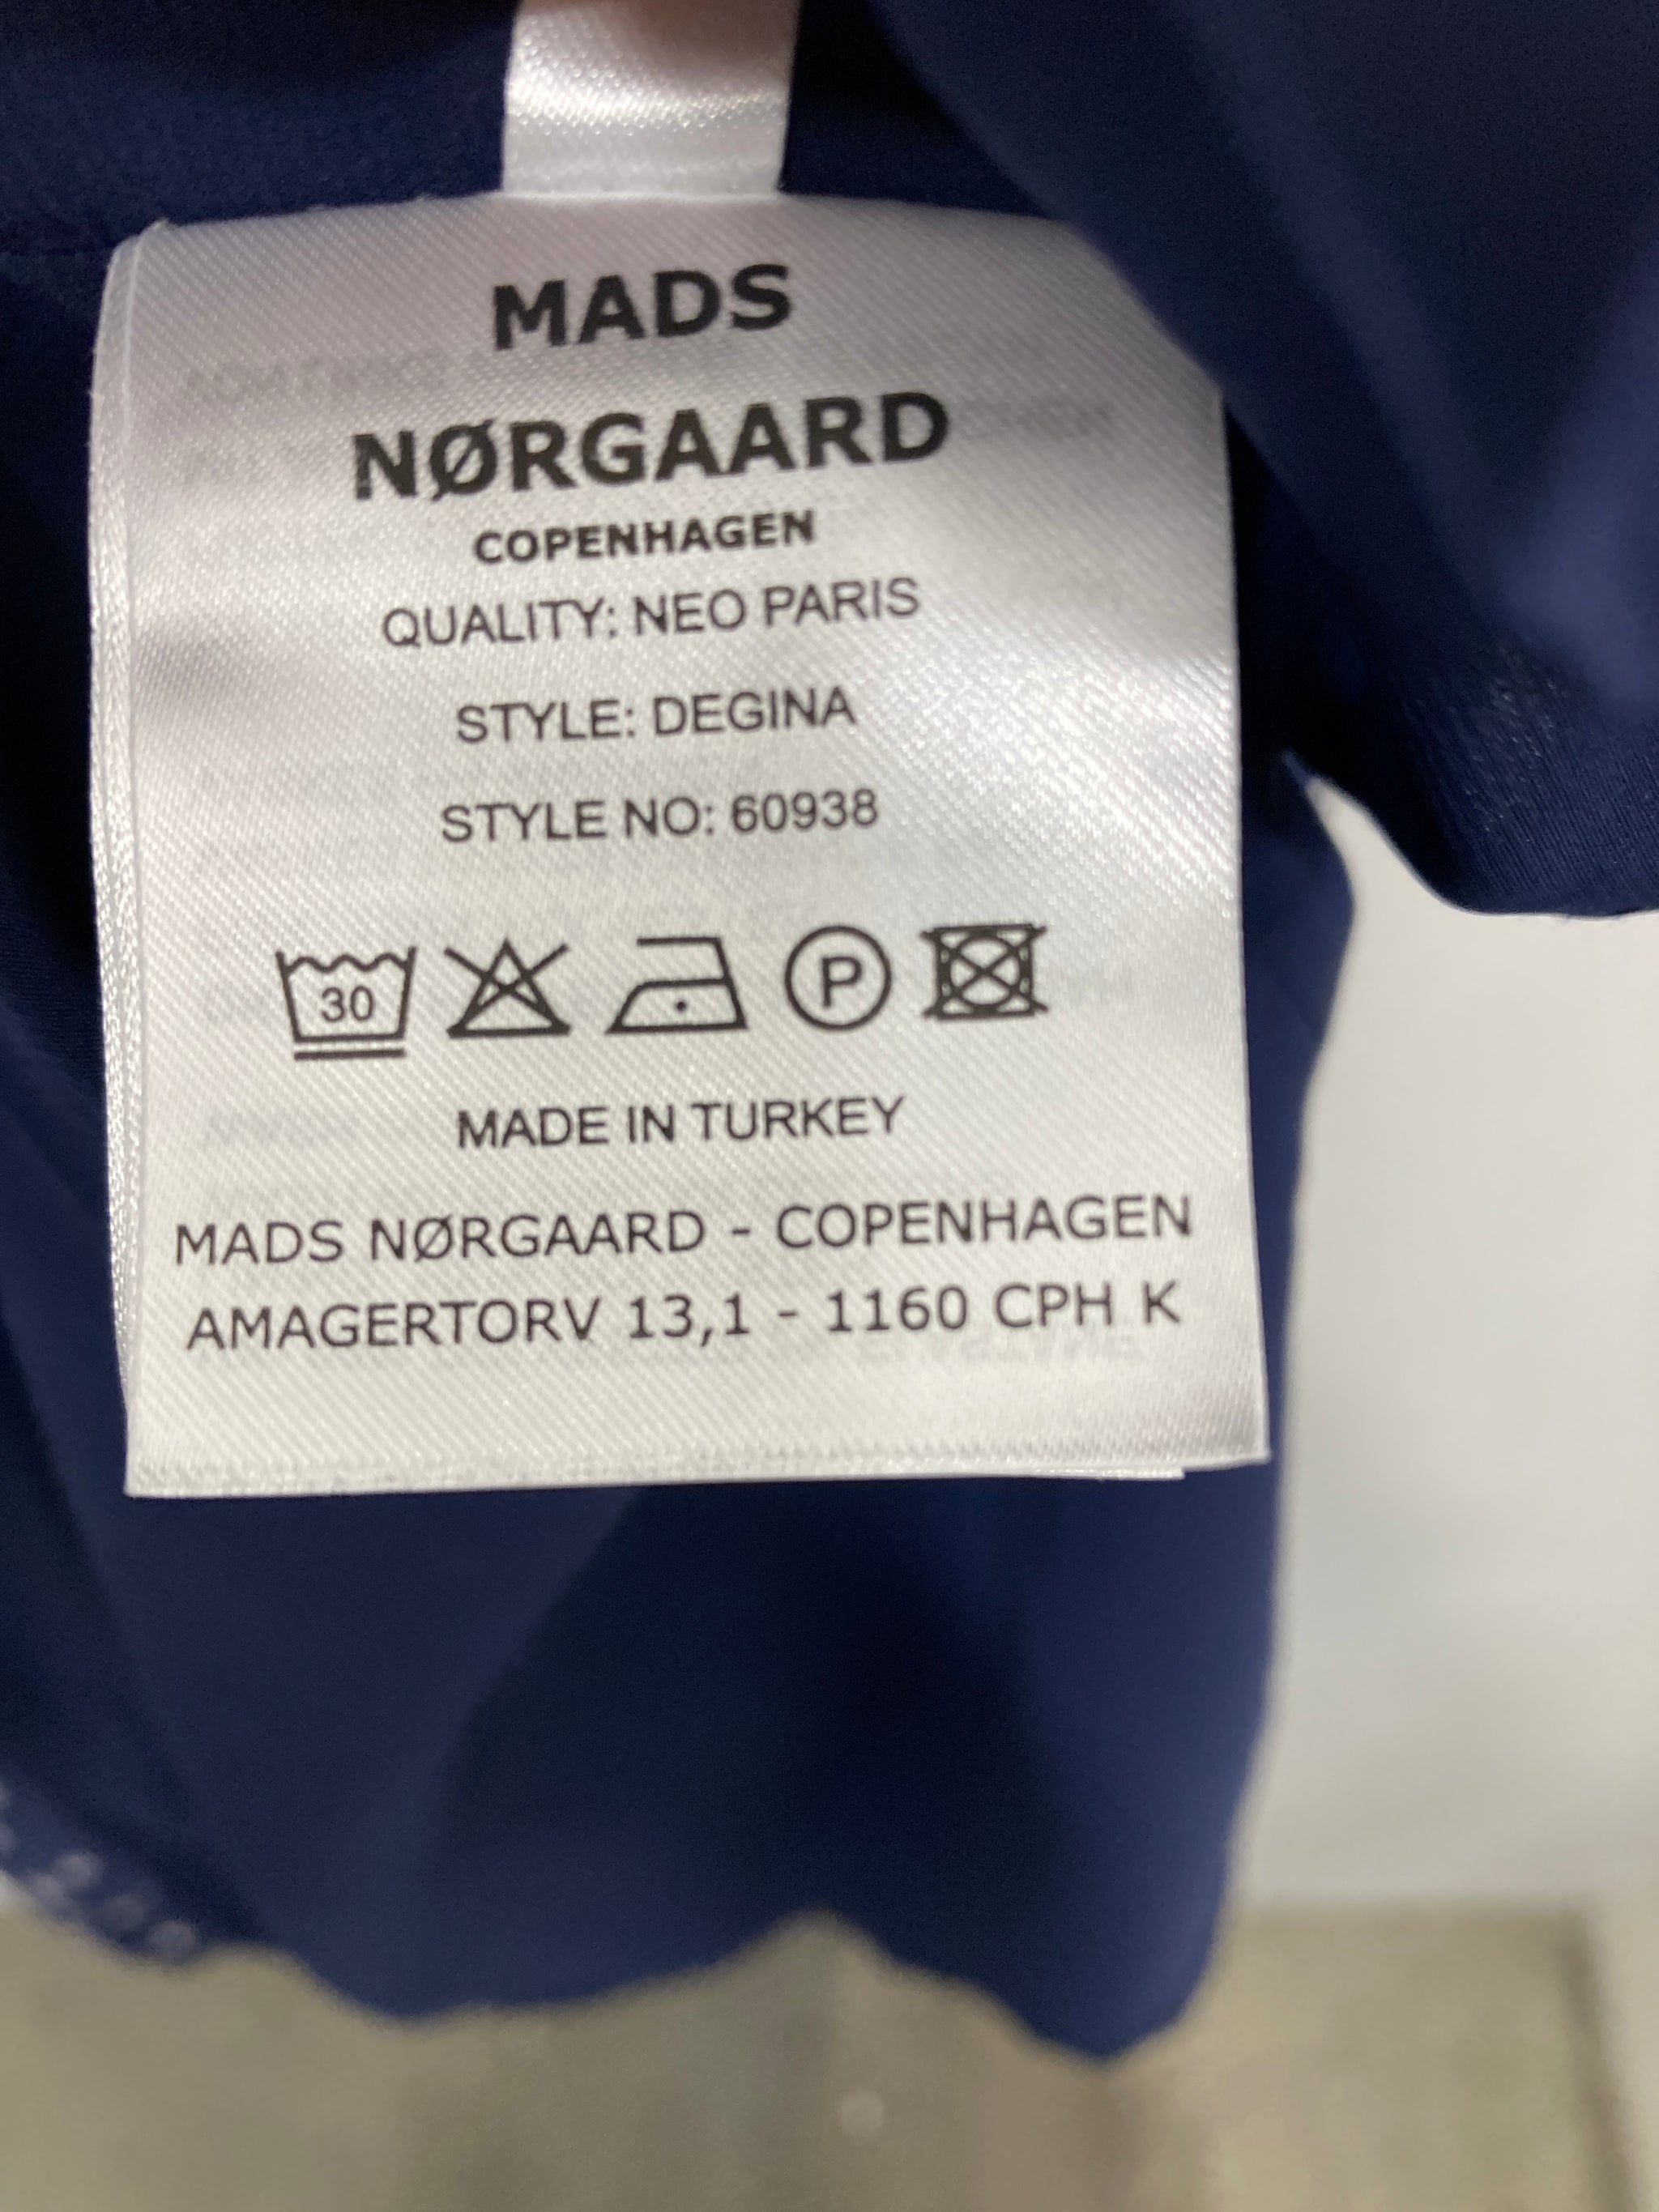 MADS
NØRGAARD
COPENHAGEN
QUALITY: NEO PARIS
STYLE: DEGINA
STYLE NO: 60938
30 P
MADE IN TURKEY
MADS NØRGAARD - COPENHAGEN
AMAGERTORV 13,1 - 1160 CPH K